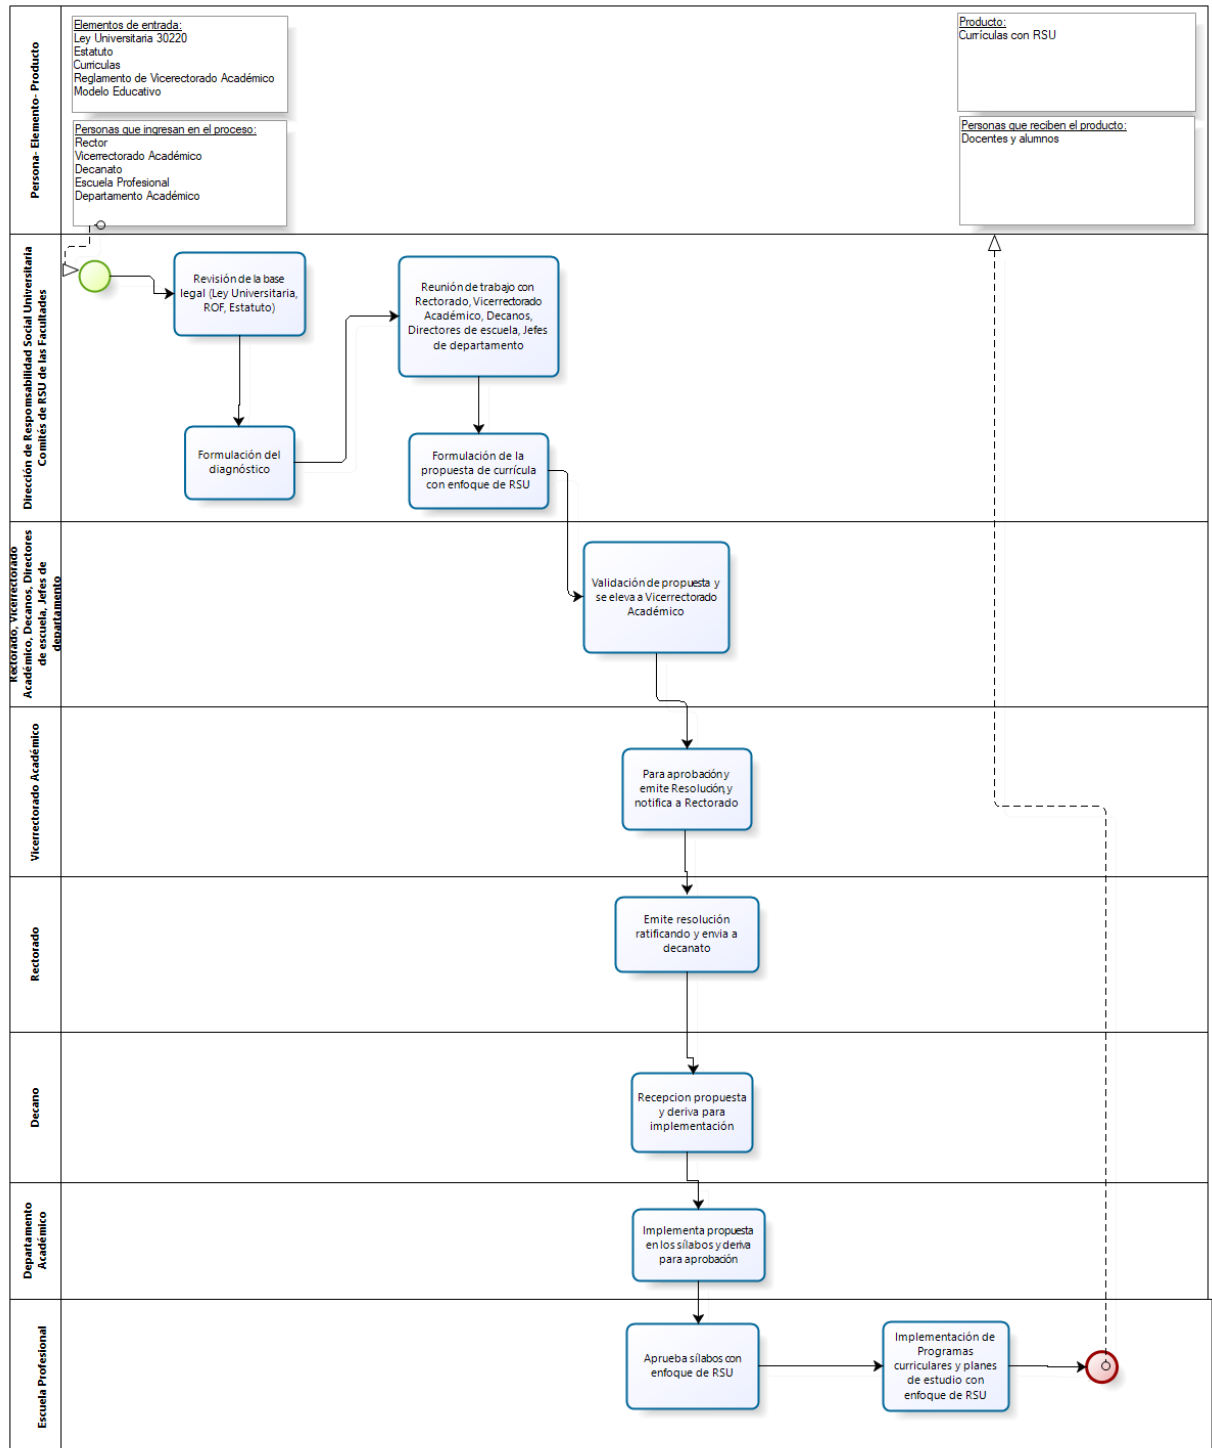 Persona- Elemento- Producto
Elementos de entrada:
Ley Universitaria 30220
Estatuto
Curriculas
Reglamento de Vicerectorado Académico
Modelo Educativo
Personas que ingresan en el proceso:
Rector
Vicerrectorado Académico
Decanato
Escuela Profesional
Departamento Académico
Producto:
Currículas con RSU
Personas que reciben el producto:
Docentes y alumnos
Dirección de Responmsabilidad Social Universitaria
Comités de RSU de las Facultades
Revisión de la base
legal (Ley Universitaria,
ROF, Estatuto)
Formulación del
diagnóstico
Reunión de trabajo con
Rectorado, Vicerrectorado
Académico, Decanos,
Directores de escuela, Jefes
de departamento
Formulación de la
propuesta de currícula
con enfoque de RSU
Rectorado, Vicerrectorado
Académico, Decanos, Directores
de escuela, Jefes de
departamento
Validación de propuesta y
se eleva a Vicerrectorado
Académico
Vicerrectorado Académico
Para aprobación y
emite Resolución, y
notifica a Rectorado
Rectorado
Emite resolución
ratificando y envia a
decanato
Decano
Recepcion propuesta
y deriva para
implementación
Departamento
Académico
Implementa propuesta
en los sílabos y deriva
para aprobación
Escuela Profesional
Aprueba sílabos con
enfoque de RSU
Implementación de
Programas
curriculares y planes
de estudio con
enfoque de RSU